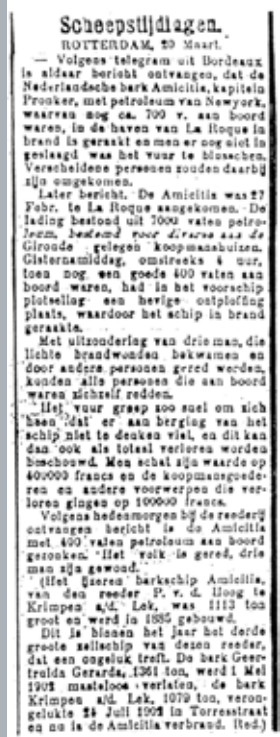 Scheepstijdingen.
ROTTERDAM, 20 Maart.
— Volgens telegram uit Bordeaux
is aldaar bericht ontvangen, dat de
Nederlandsche bark Amicitia, kapitein
Pronker, met petroleum van Newyork,
waarvan nog ca. 700 v. aan boord
waren, in de haven van La Roque in
brand is geraakt en men er nog niet in
geslaagd was het vuur te blusschen.
Verscheidene personen zouden daarbij
zijn omgekomen.
Later bericht. De Amicitia was 27
Febr. te La Roque aangekomen. De
lading bestond uit 7000 vaten petro-
leum, bestemd voor diverse aan de
Gironde gelegen koopmanshuizen.
Gisternamiddag, omstreeks 4 uur,
toen nog een goede 400 vaten aan
boord waren, had in het voorschip
plotseling een hevige ontploffing
plaats, waardoor het schip in brand
geraakte.
Met uitzondering van drie man, die
lichte brandwonden bekwamen en
door andere personen gered werden,
konden alle personen die aan boord
waren zichzelf redden.
Het vuur greep zoo snel om zich
heen dat er aan berging van het
schip niet te denken viel, en dit kan
dan ook als totaal verloren worden
beschouwd. Men schat zijn waarde op
400000 francs en de koopmansgoede-
ren en andere voorwerpen die ver-
loren gingen op 100000 francs.
Volgens hedenmorgen bij de reederij
ontvangen bericht is de Amicitia
met 400 vaten petroleum aan boord
gezonken. Het volk is gered, drie
man zijn gewond.
(Het ijzeren barkschip Amicitia,
van den reeder P. v. d. Hoog te
Krimpen a/d. Lek, was 1113 ton
groot en werd in 1885 gebouwd.
Dit is binnen het jaar het derde
groote zeilschip van dezen reeder,
dat een ongeluk treft. De bark Geer-
truida Gerarda, 1361 ton, werd 1 Mei
1902 masteloos verlaten, de bark
Krimpen a/d. Lek, 1079 ton, veron-
gelukte 24 Juli 1902 in Torresstraat
en nu is de Amicitia verbrand. (Red.)